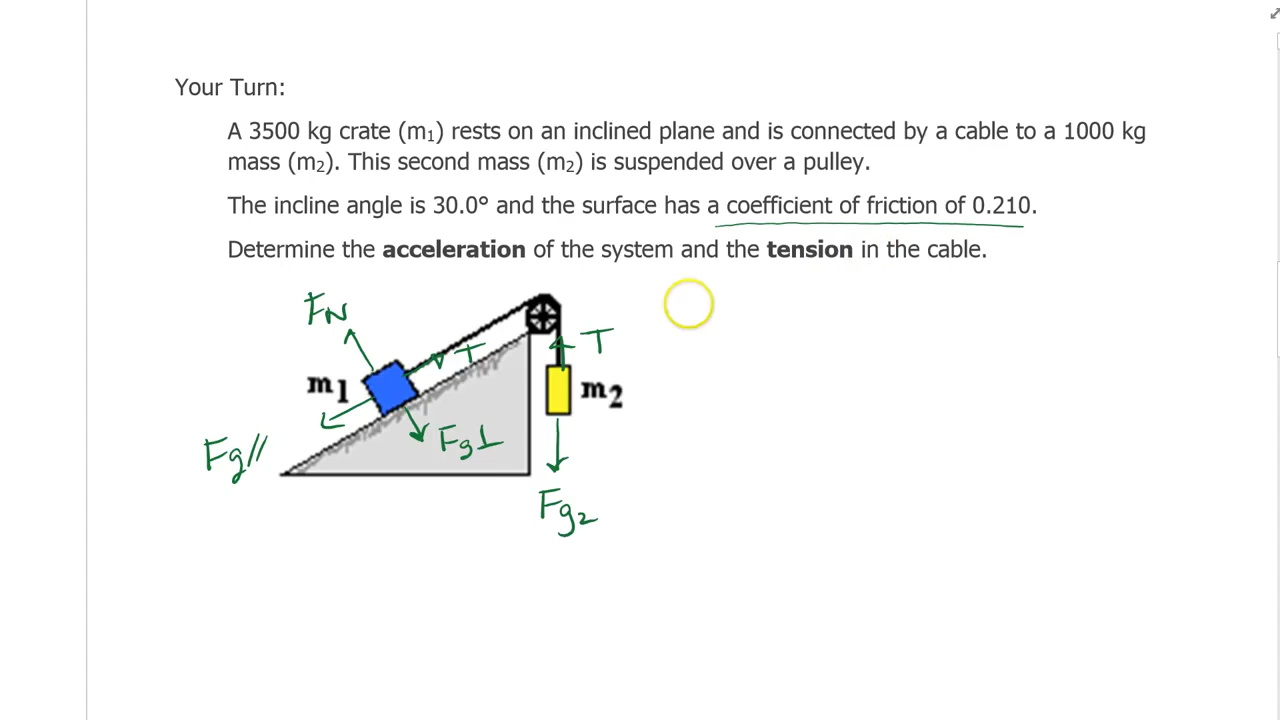 Your Turn:
A 3500 kg crate (m₁) rests on an inclined plane and is connected by a cable to a 1000 kg
mass (m₂). This second mass (m₂) is suspended over a pulley.
The incline angle is 30.0° and the surface has a coefficient of friction of 0.210.
Determine the acceleration of the system and the tension in the cable.
FN
T
T
m1
m2
Fg⊥
Fg//
Fg2